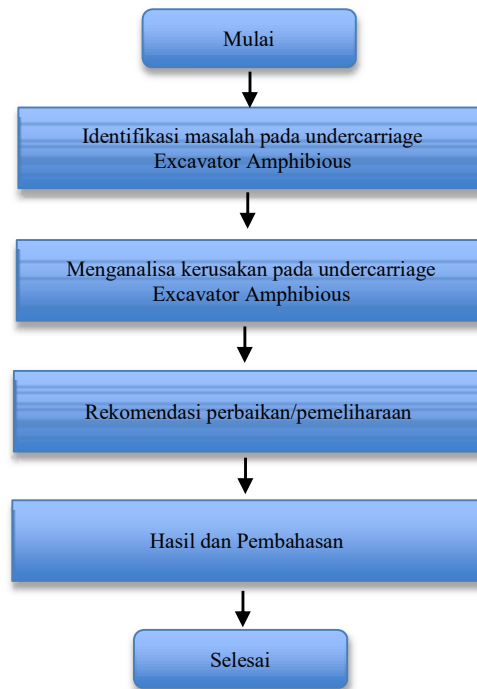 Mulai
Identifikasi masalah pada undercarriage
Excavator Amphibious
Menganalisa kerusakan pada undercarriage
Excavator Amphibious
Rekomendasi perbaikan/pemeliharaan
Hasil dan Pembahasan
Selesai